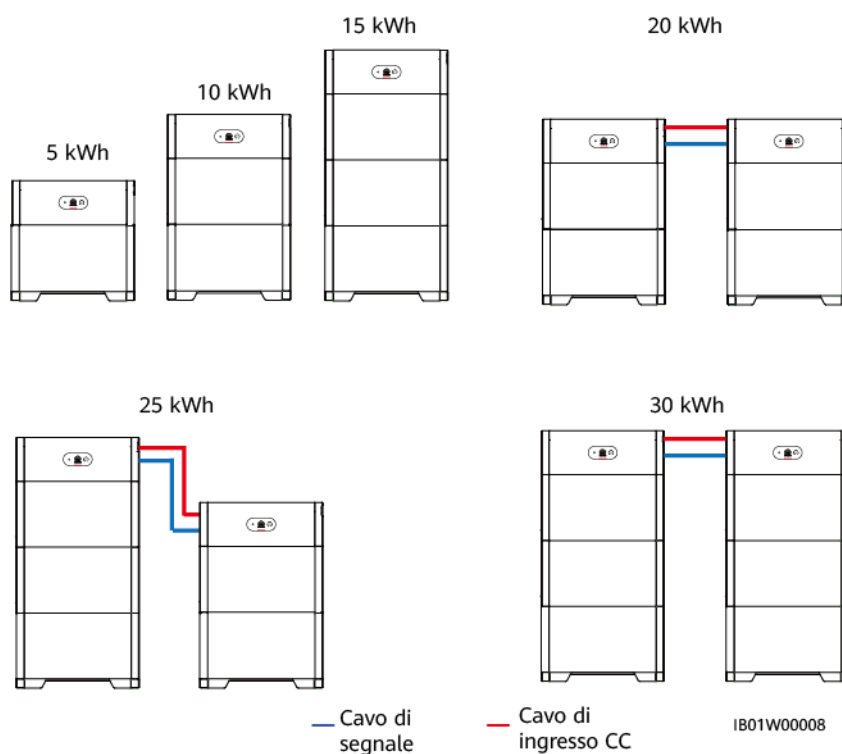 15 kWh
20 kWh
10 kWh
5 kWh
25 kWh
30 kWh
Cavo di
segnale
Cavo di
ingresso CC
IB01W00008